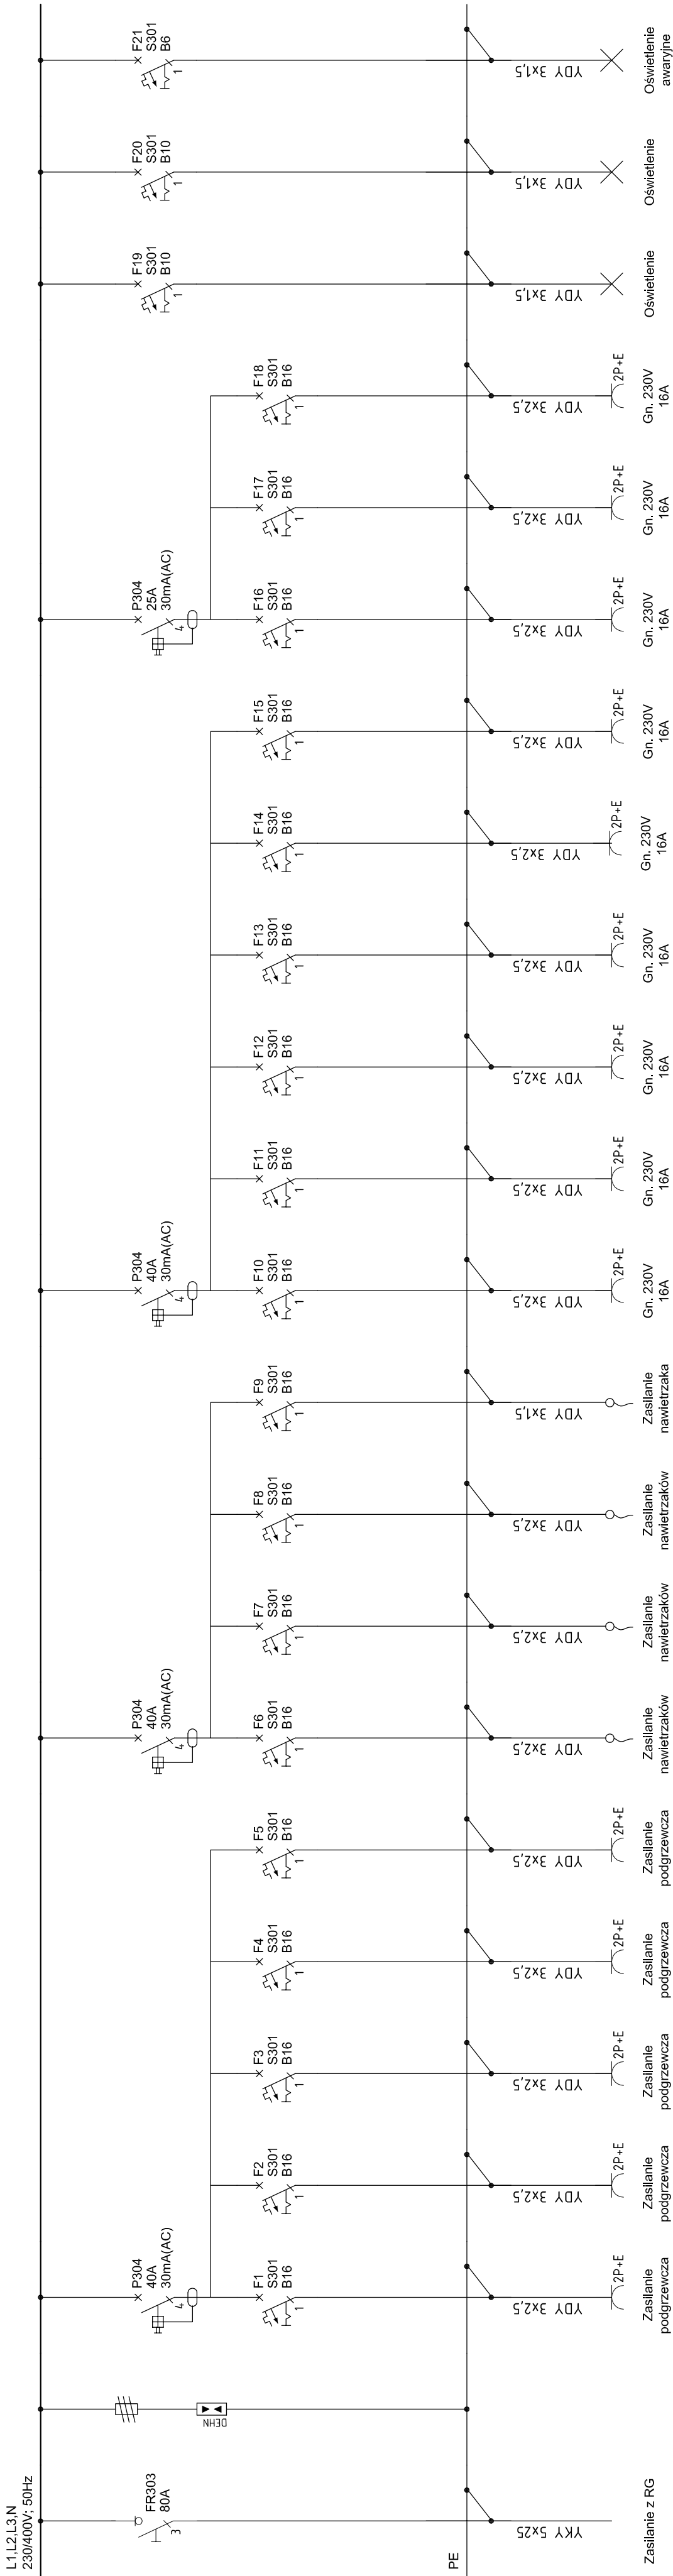 L1,L2,L3,N
230/400V; 50Hz
PE
FR303
80A
3
YKY 5x25
Zasilanie z RG
DEHN
P304
40A
30mA(AC)
4
F1
S301
B16
1
YDY 3x2,5
2P+E
Zasilanie
podgrzewcza
F2
S301
B16
1
YDY 3x2,5
2P+E
Zasilanie
podgrzewcza
F3
S301
B16
1
YDY 3x2,5
2P+E
Zasilanie
podgrzewcza
F4
S301
B16
1
YDY 3x2,5
2P+E
Zasilanie
podgrzewcza
F5
S301
B16
1
YDY 3x2,5
2P+E
Zasilanie
podgrzewcza
P304
40A
30mA(AC)
4
F6
S301
B16
1
YDY 3x2,5
Zasilanie
nawietrzaków
F7
S301
B16
1
YDY 3x2,5
Zasilanie
nawietrzaków
F8
S301
B16
1
YDY 3x2,5
Zasilanie
nawietrzaków
F9
S301
B16
1
YDY 3x1,5
Zasilanie
nawietrzaka
P304
40A
30mA(AC)
4
F10
S301
B16
1
YDY 3x2,5
2P+E
Gn. 230V
16A
F11
S301
B16
1
YDY 3x2,5
2P+E
Gn. 230V
16A
F12
S301
B16
1
YDY 3x2,5
2P+E
Gn. 230V
16A
F13
S301
B16
1
YDY 3x2,5
2P+E
Gn. 230V
16A
F14
S301
B16
1
YDY 3x2,5
2P+E
Gn. 230V
16A
F15
S301
B16
1
YDY 3x2,5
2P+E
Gn. 230V
16A
P304
25A
30mA(AC)
4
F16
S301
B16
1
YDY 3x2,5
2P+E
Gn. 230V
16A
F17
S301
B16
1
YDY 3x2,5
2P+E
Gn. 230V
16A
F18
S301
B16
1
YDY 3x2,5
2P+E
Gn. 230V
16A
F19
S301
B10
1
YDY 3x1,5
Oświetlenie
F20
S301
B10
1
YDY 3x1,5
Oświetlenie
F21
S301
B6
1
YDY 3x1,5
Oświetlenie
awaryjne